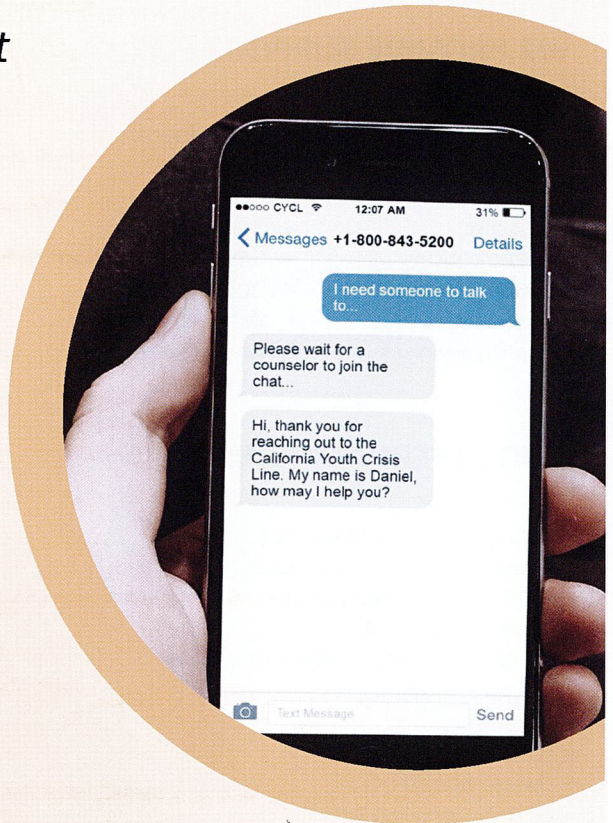 t
CYCL 12:07 AM 31%
Messages +1-800-843-5200 Details
I need someone to talk
to...
Please wait for a
counselor to join the
chat...
Hi, thank you for
reaching out to the
California Youth Crisis
Line. My name is Daniel,
how may I help you?
Text Message Send